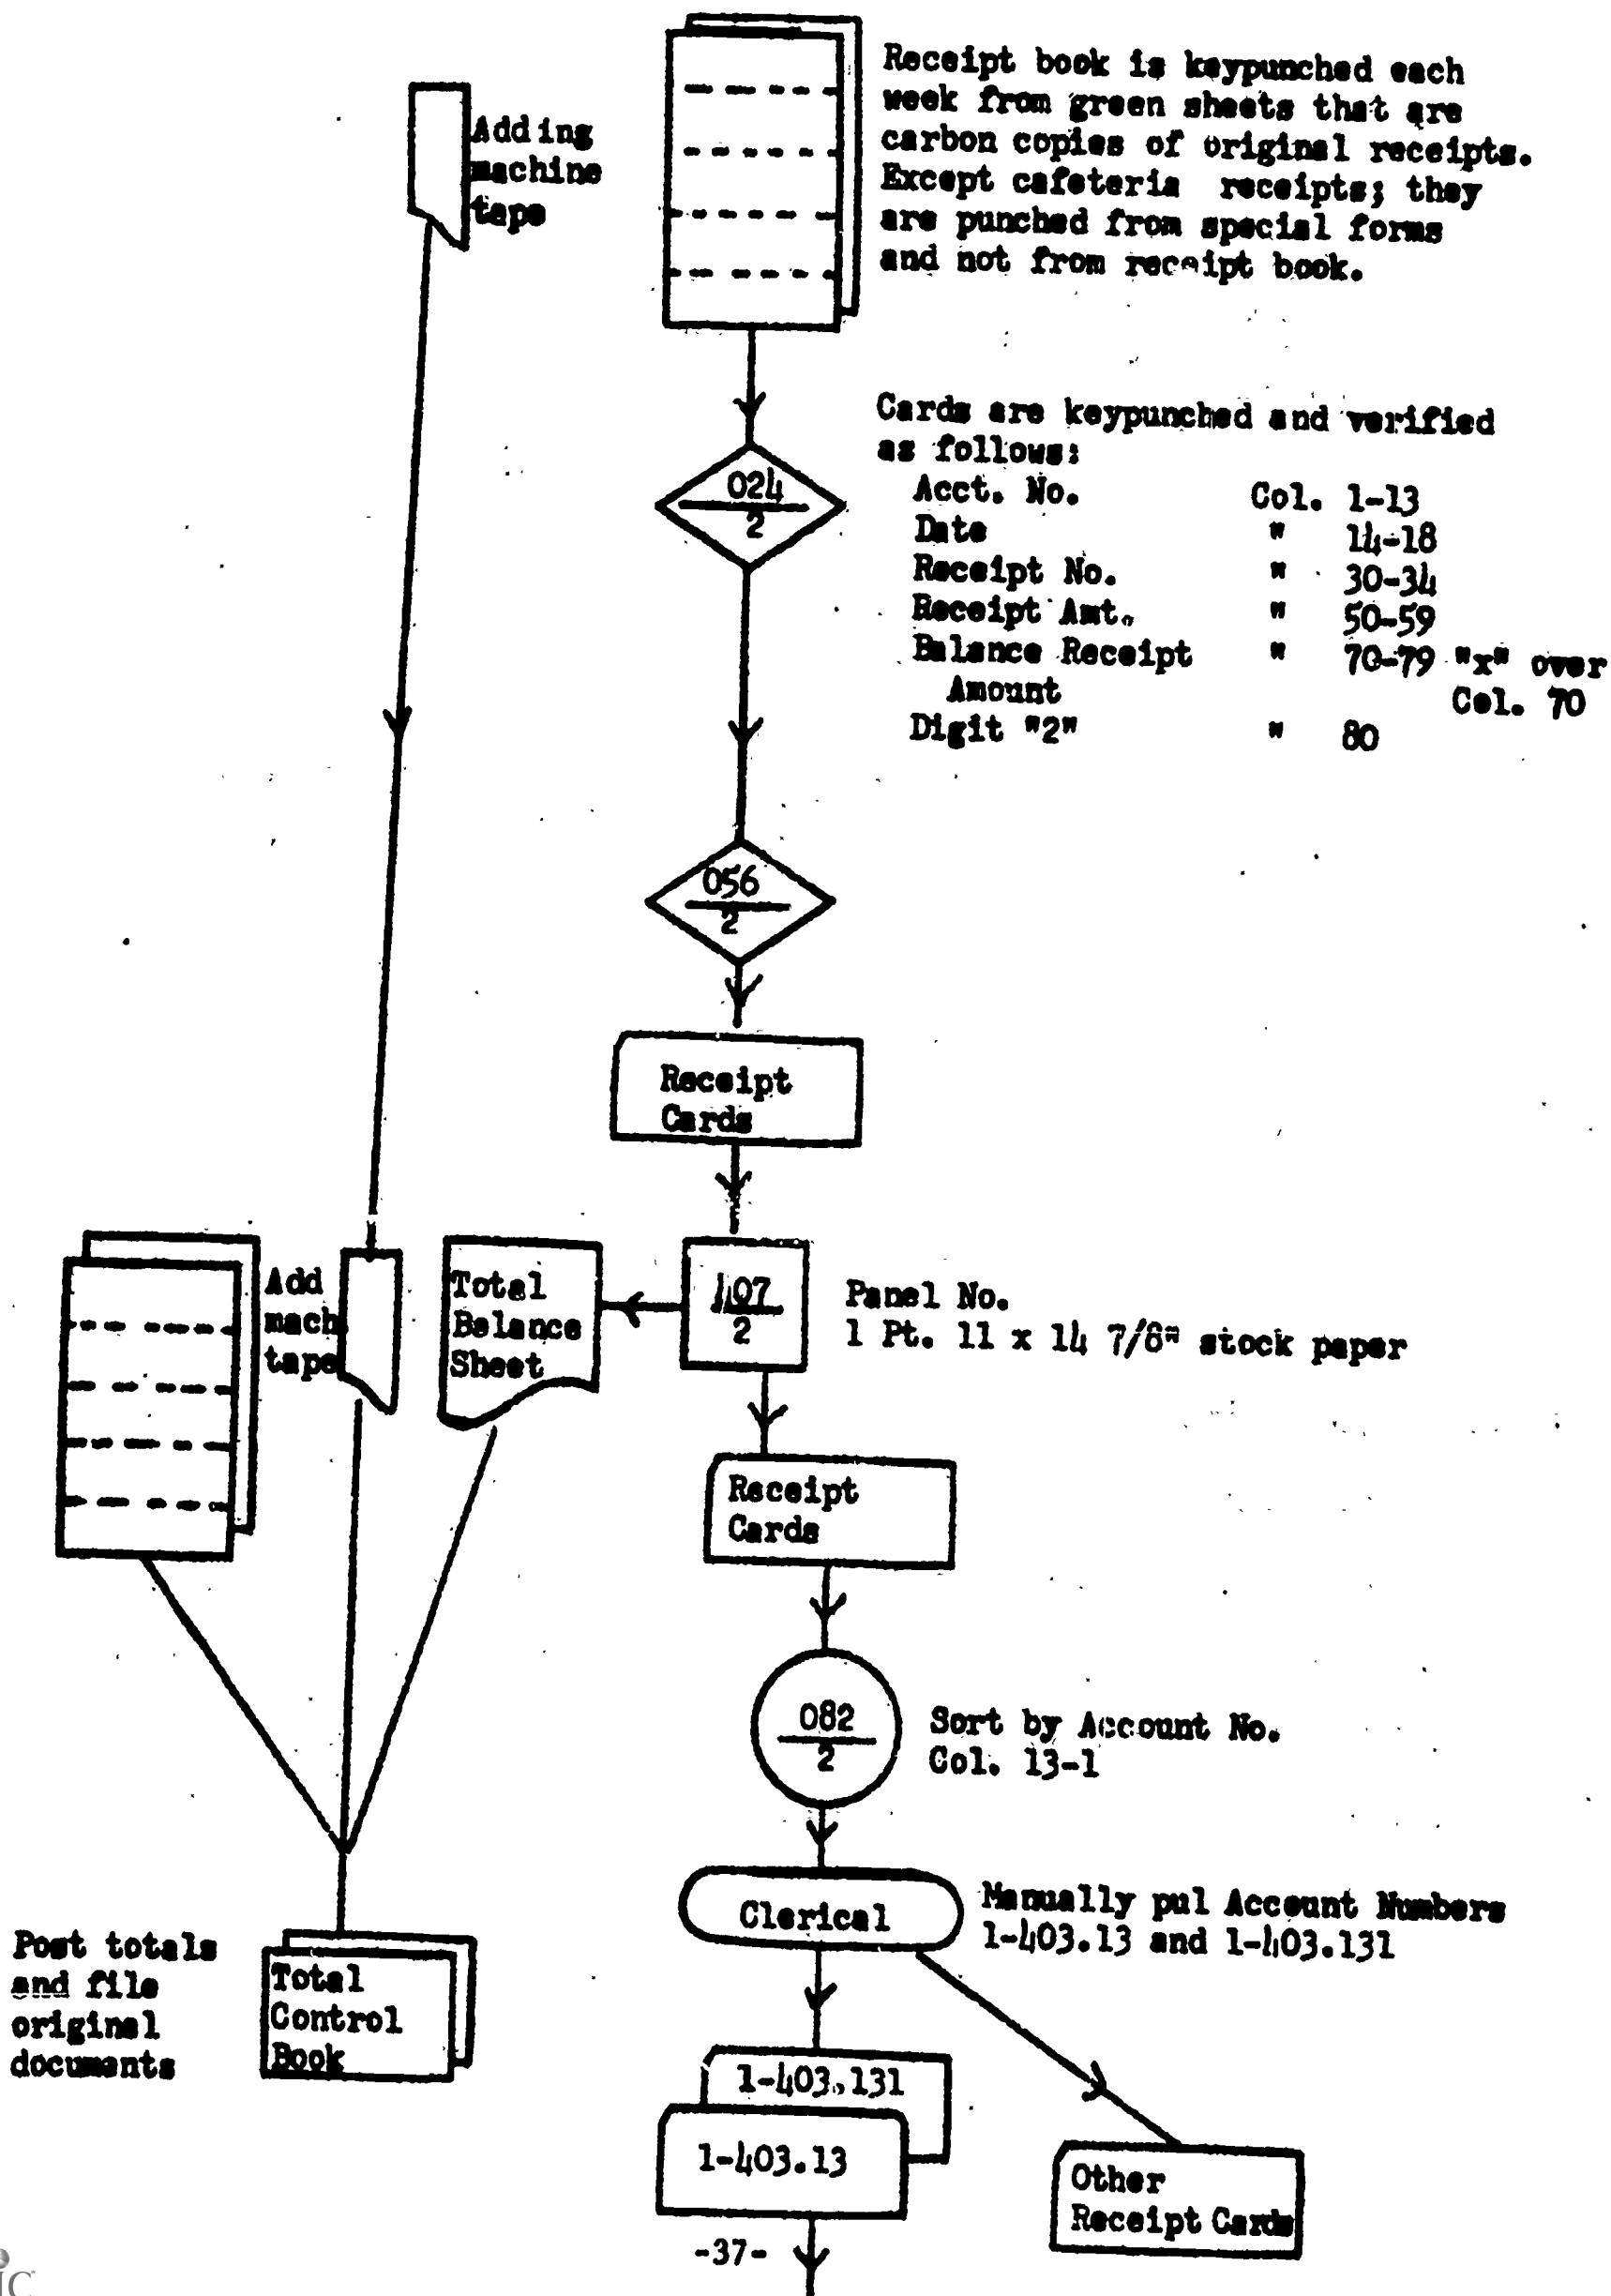 Receipt book is keypunched each
week from green sheets that are
carbon copies of original receipts.
Except cafeteria receipts; they
are punched from special forms
and not from receipt book.
Adding
machine
tape
Cards are keypunched and verified
as follows:
Acct. No. Col. 1-13
Date " 14-18
Receipt No. " 30-34
Receipt Amt. " 50-59
Balance Receipt " 70-79 "x" over
Amount Col. 70
Digit "2" " 80
024
2
056
2
Receipt
Cards
Add
mach
tape
Total
Balance
Sheet
407
2
Panel No.
1 Pt. 11 x 14 7/8" stock paper
Receipt
Cards
082
2
Sort by Account No.
Col. 13-1
Clerical
Manually pul Account Numbers
1-403.13 and 1-403.131
Post totals
and file
original
documents
Total
Control
Book
1-403.131
1-403.13
Other
Receipt Cards
-37-